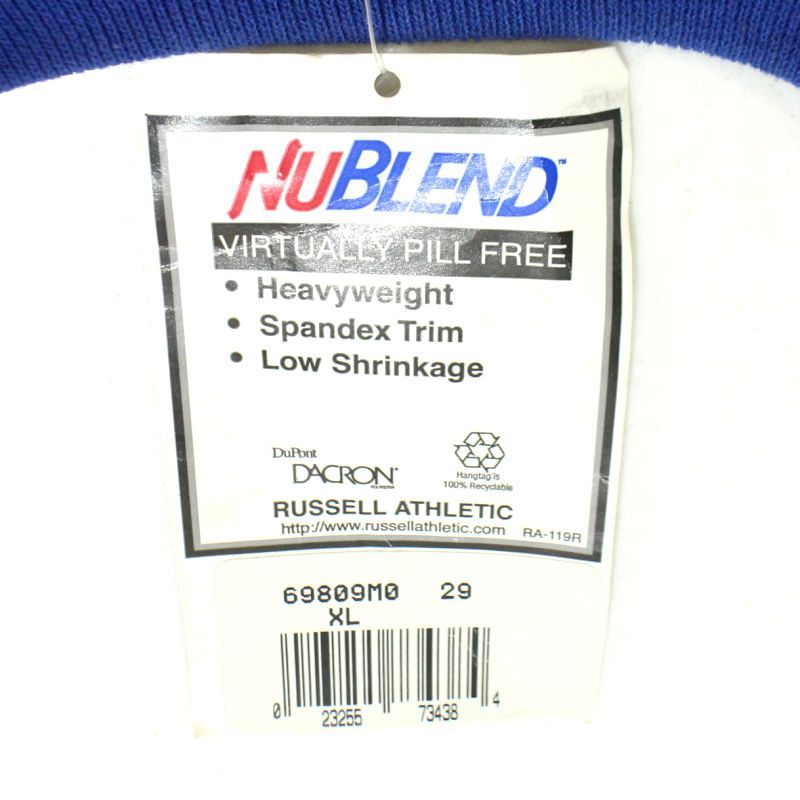 NUBLEND™
VIRTUALLY PILL FREE
• Heavyweight
• Spandex Trim
• Low Shrinkage
DuPont
DACRON®
Hangtag is
100% Recyclable
RUSSELL ATHLETIC
http://www.russellathletic.com
RA-119R
69809M0 29
XL
0 23255 73438 4